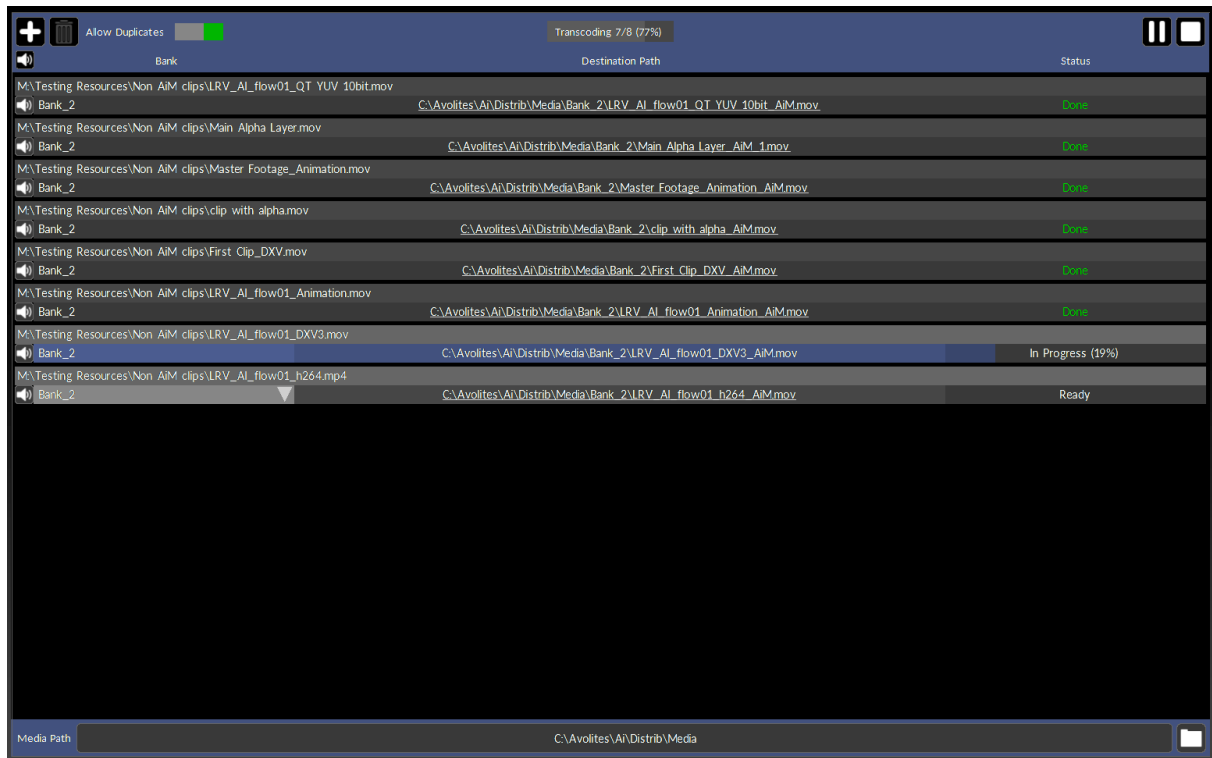 Allow Duplicates Transcoding 7/8 (77%)
Bank Destination Path Status
M:\Testing Resources\Non AiM clips\LRV_AI_flow01_QT YUV 10bit.mov
Bank_2 C:\Avolites\Ai\Distrib\Media\Bank_2\LRV_AI_flow01_QT YUV 10bit_AiM.mov Done
M:\Testing Resources\Non AiM clips\Main Alpha Layer.mov
Bank_2 C:\Avolites\Ai\Distrib\Media\Bank_2\Main Alpha Layer_AiM_1.mov Done
M:\Testing Resources\Non AiM clips\Master Footage_Animation.mov
Bank_2 C:\Avolites\Ai\Distrib\Media\Bank_2\Master Footage_Animation_AiM.mov Done
M:\Testing Resources\Non AiM clips\clip with alpha.mov
Bank_2 C:\Avolites\Ai\Distrib\Media\Bank_2\clip with alpha_AiM.mov Done
M:\Testing Resources\Non AiM clips\First Clip_DXV.mov
Bank_2 C:\Avolites\Ai\Distrib\Media\Bank_2\First Clip_DXV_AiM.mov Done
M:\Testing Resources\Non AiM clips\LRV_AI_flow01_Animation.mov
Bank_2 C:\Avolites\Ai\Distrib\Media\Bank_2\LRV_AI_flow01_Animation_AiM.mov Done
M:\Testing Resources\Non AiM clips\LRV_AI_flow01_DXV3.mov
Bank_2 C:\Avolites\Ai\Distrib\Media\Bank_2\LRV_AI_flow01_DXV3_AiM.mov In Progress (19%)
M:\Testing Resources\Non AiM clips\LRV_AI_flow01_h264.mp4
Bank_2 C:\Avolites\Ai\Distrib\Media\Bank_2\LRV_AI_flow01_h264_AiM.mov Ready
Media Path C:\Avolites\Ai\Distrib\Media